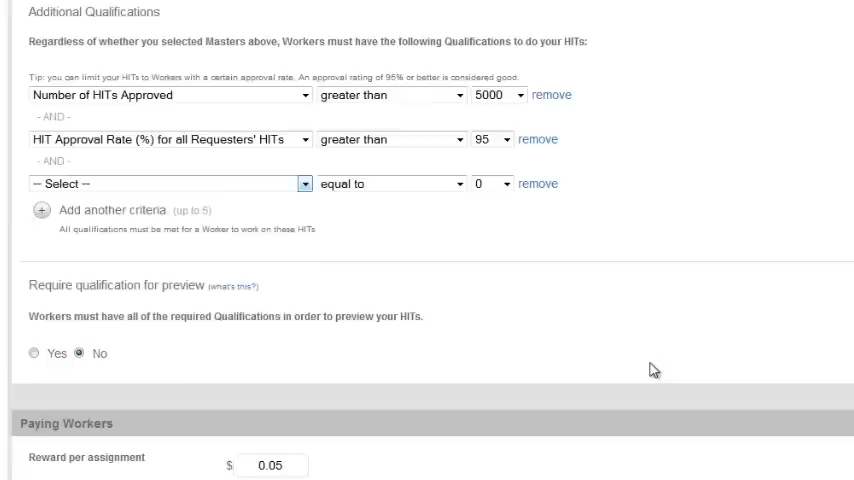 Additional Qualifications
Regardless of whether you selected Masters above, Workers must have the following Qualifications to do your HITs:
Tip: you can limit your HITs to Workers with a certain approval rate. An approval rating of 95% or better is considered good.
Number of HITs Approved greater than 5000 remove
- AND -
HIT Approval Rate (%) for all Requesters' HITs greater than 95 remove
- AND -
-- Select -- equal to 0 remove
+ Add another criteria (up to 5)
All qualifications must be met for a Worker to work on these HITs
Require qualification for preview (what's this?)
Workers must have all of the required Qualifications in order to preview your HITs.
Yes No
Paying Workers
Reward per assignment $ 0.05